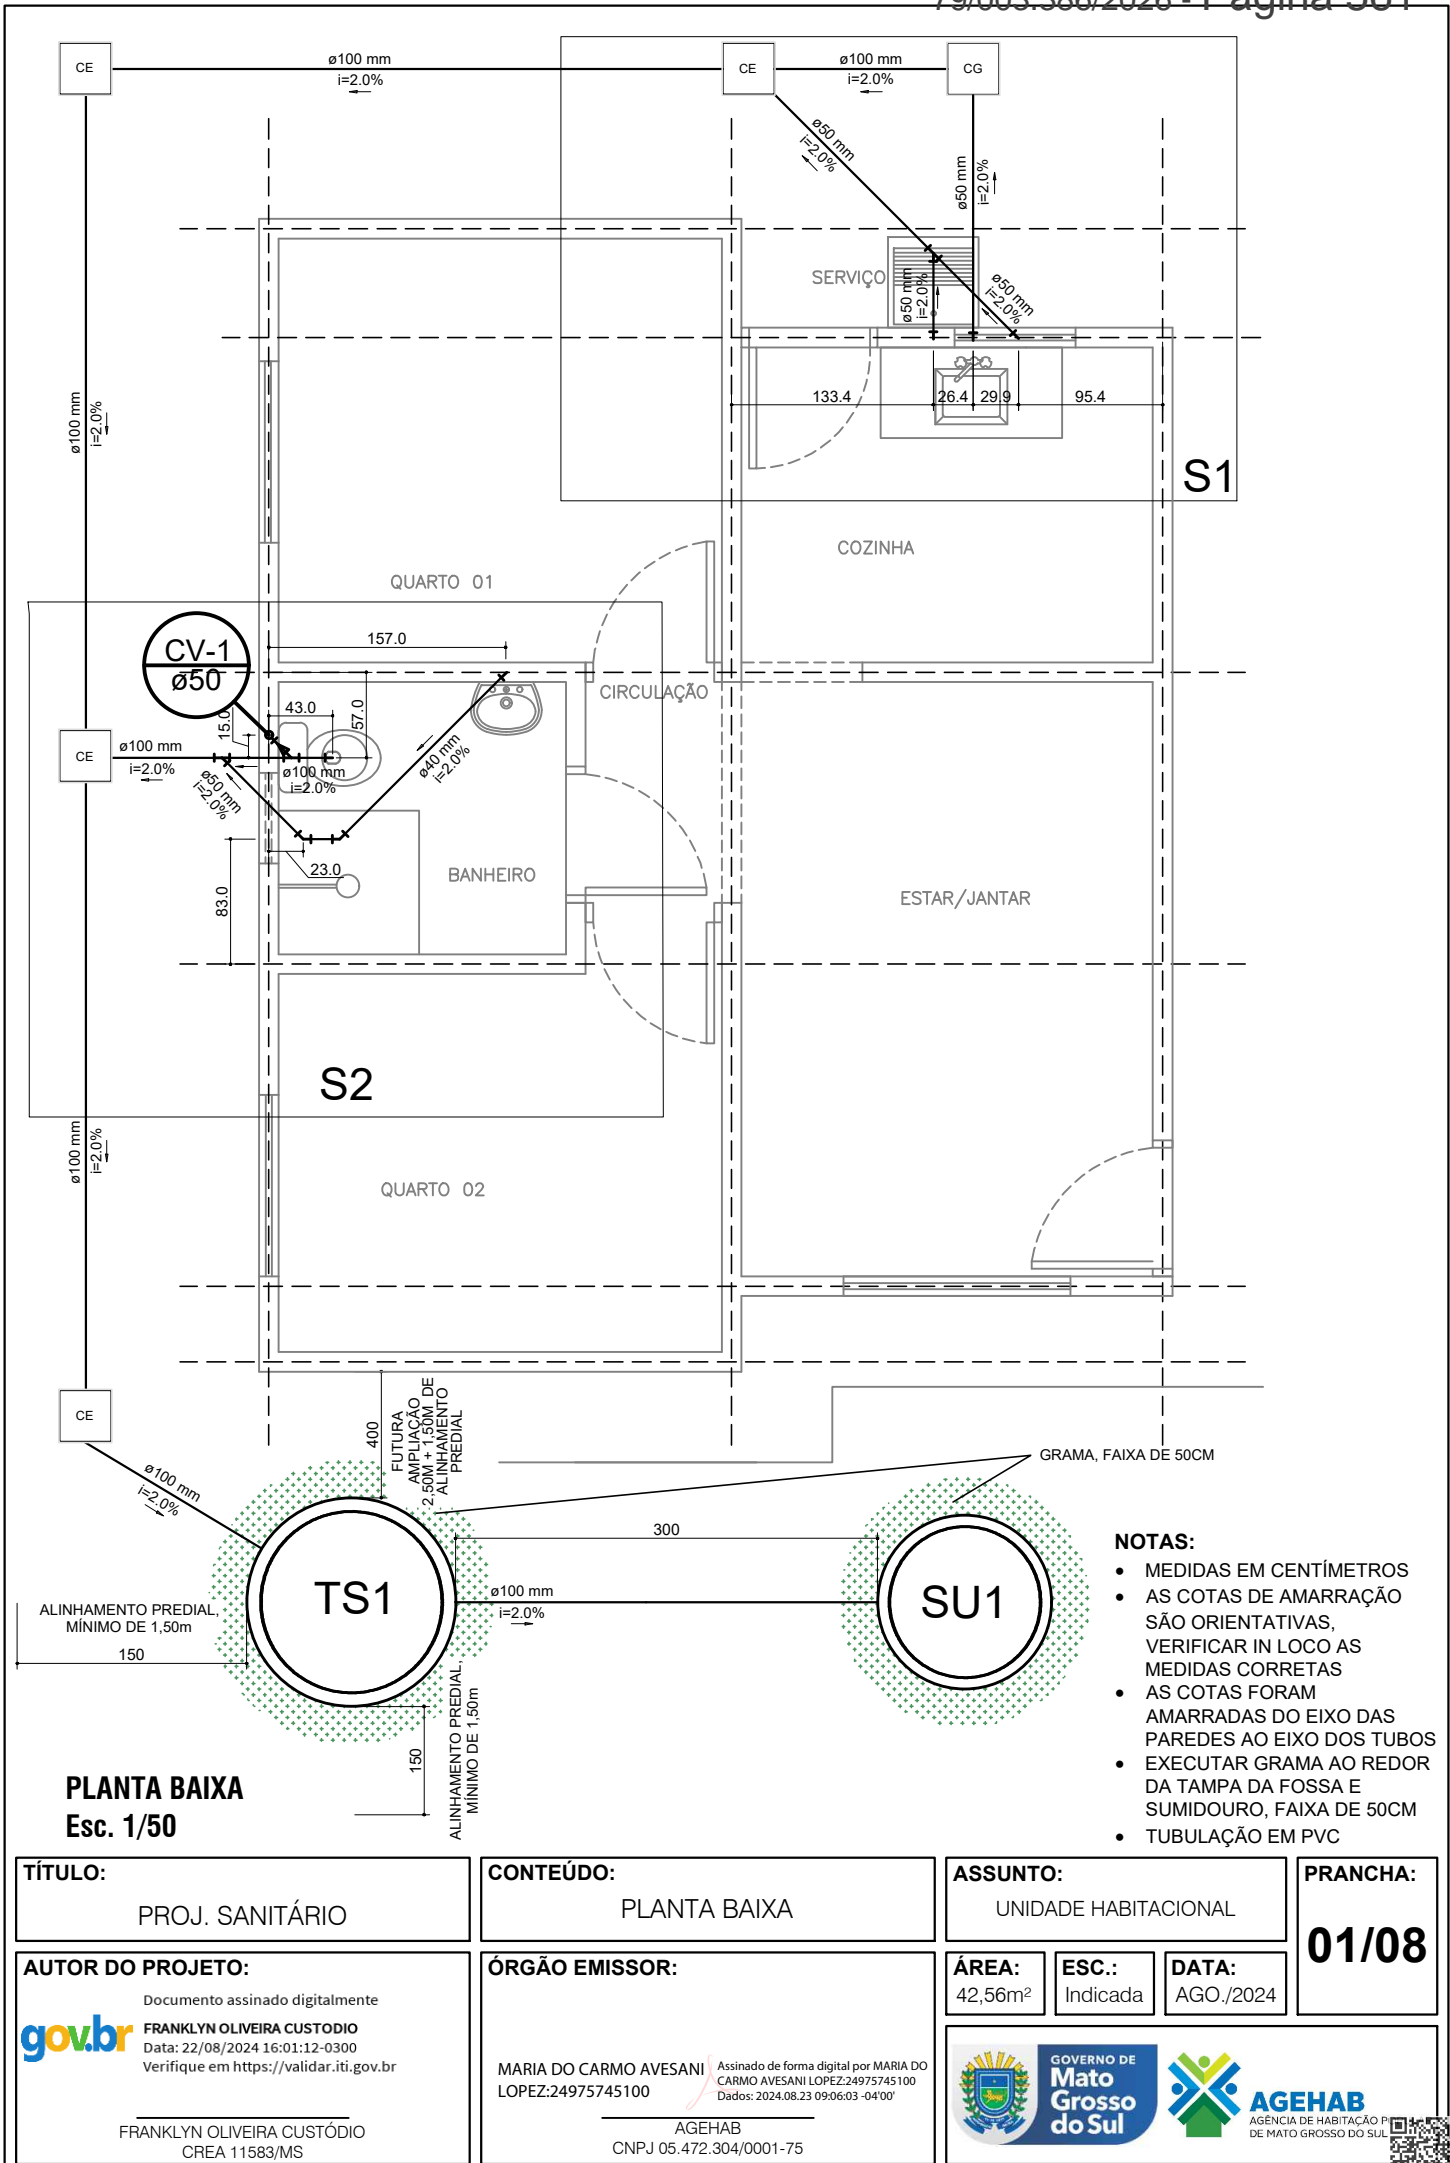 79/003.386/2026 - Página 361
CE
ø100 mm
i=2.0%
CE
ø100 mm
i=2.0%
CG
ø50 mm
i=2.0%
ø50 mm
i=2.0%
SERVIÇO
ø50 mm
i=2.0%
ø50 mm
i=2.0%
133.4
26.4
29.9
95.4
S1
ø100 mm
i=2.0%
COZINHA
QUARTO 01
157.0
CV-1
ø50
CIRCULAÇÃO
15.0
43.0
57.0
CE
ø100 mm
i=2.0%
ø100 mm
i=2.0%
ø50 mm
i=2.0%
ø40 mm
i=2.0%
23.0
83.0
BANHEIRO
ESTAR/JANTAR
S2
ø100 mm
i=2.0%
QUARTO 02
CE
ø100 mm
i=2.0%
400
FUTURA
AMPLIAÇÃO
2,50M + 1,50M DE
ALINHAMENTO
PREDIAL
GRAMA, FAIXA DE 50CM
300
TS1
ø100 mm
i=2.0%
SU1
ALINHAMENTO PREDIAL,
MÍNIMO DE 1,50m
150
150
ALINHAMENTO PREDIAL,
MÍNIMO DE 1,50m
NOTAS:
• MEDIDAS EM CENTÍMETROS
• AS COTAS DE AMARRAÇÃO
SÃO ORIENTATIVAS,
VERIFICAR IN LOCO AS
MEDIDAS CORRETAS
• AS COTAS FORAM
AMARRADAS DO EIXO DAS
PAREDES AO EIXO DOS TUBOS
• EXECUTAR GRAMA AO REDOR
DA TAMPA DA FOSSA E
SUMIDOURO, FAIXA DE 50CM
• TUBULAÇÃO EM PVC
PLANTA BAIXA
Esc. 1/50
TÍTULO:
PROJ. SANITÁRIO
CONTEÚDO:
PLANTA BAIXA
ASSUNTO:
UNIDADE HABITACIONAL
PRANCHA:
01/08
AUTOR DO PROJETO:
gov.br
Documento assinado digitalmente
FRANKLYN OLIVEIRA CUSTODIO
Data: 22/08/2024 16:01:12-0300
Verifique em https://validar.iti.gov.br
FRANKLYN OLIVEIRA CUSTÓDIO
CREA 11583/MS
ÓRGÃO EMISSOR:
MARIA DO CARMO AVESANI
LOPEZ:24975745100
Assinado de forma digital por MARIA DO
CARMO AVESANI LOPEZ:24975745100
Dados: 2024.08.23 09:06:03 -04'00'
AGEHAB
CNPJ 05.472.304/0001-75
ÁREA:
42,56m²
ESC.:
Indicada
DATA:
AGO./2024
GOVERNO DE
Mato
Grosso
do Sul
AGEHAB
AGÊNCIA DE HABITAÇÃO
DE MATO GROSSO DO SUL